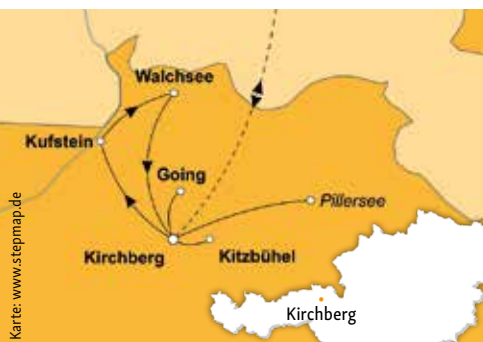 Walchsee
Kufstein
Going
Pillersee
Kirchberg
Kitzbühel
Kirchberg
Karte: www.stepmap.de